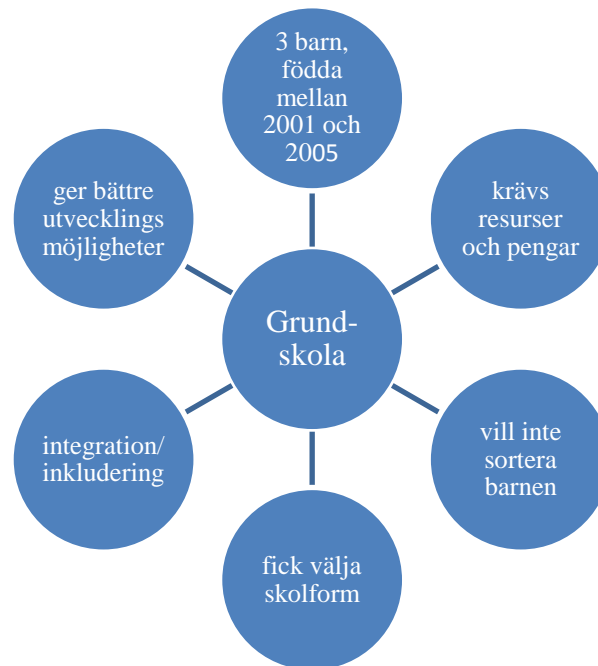 3 barn,
födda
mellan
2001 och
2005
ger bättre
utvecklings
möjligheter
krävs
resurser
och pengar
Grund-
skola
integration/
inkludering
vill inte
sortera
barnen
fick välja
skolform